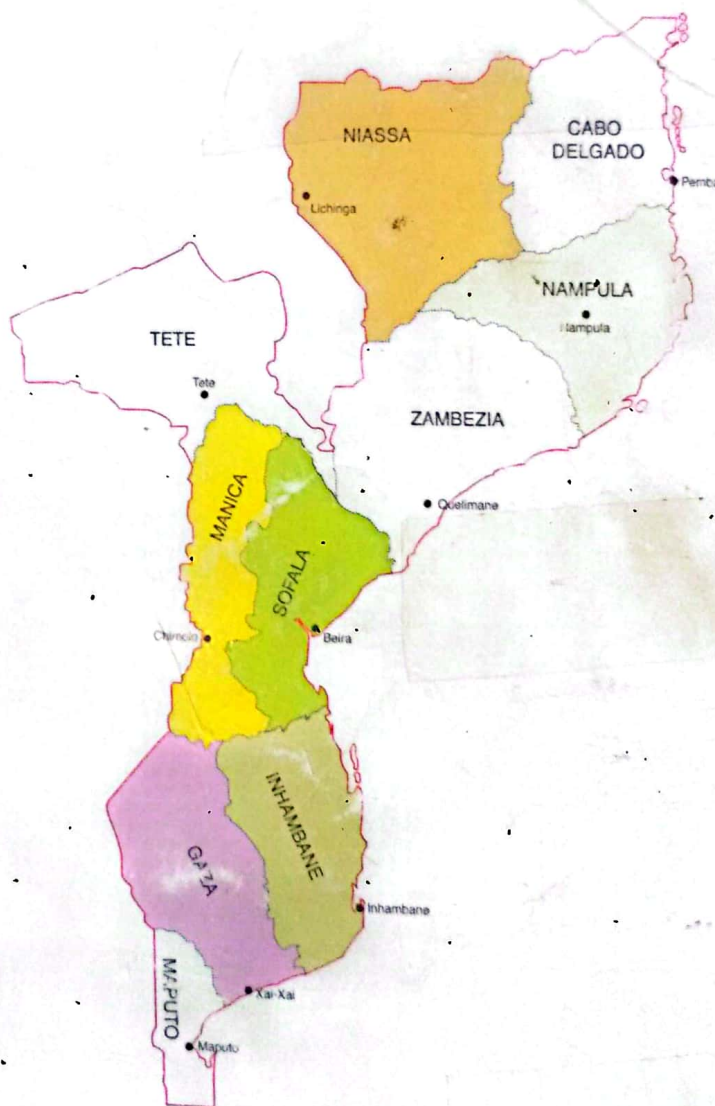 NIASSA
CABO
DELGADO
Lichinga
Pemba
NAMPULA
Nampula
TETE
Tete
ZAMBEZIA
Quelimane
MANICA
SOFALA
Chimoio
Beira
INHAMBANE
GAZA
Inhambane
MAPUTO
Xai-Xai
Maputo